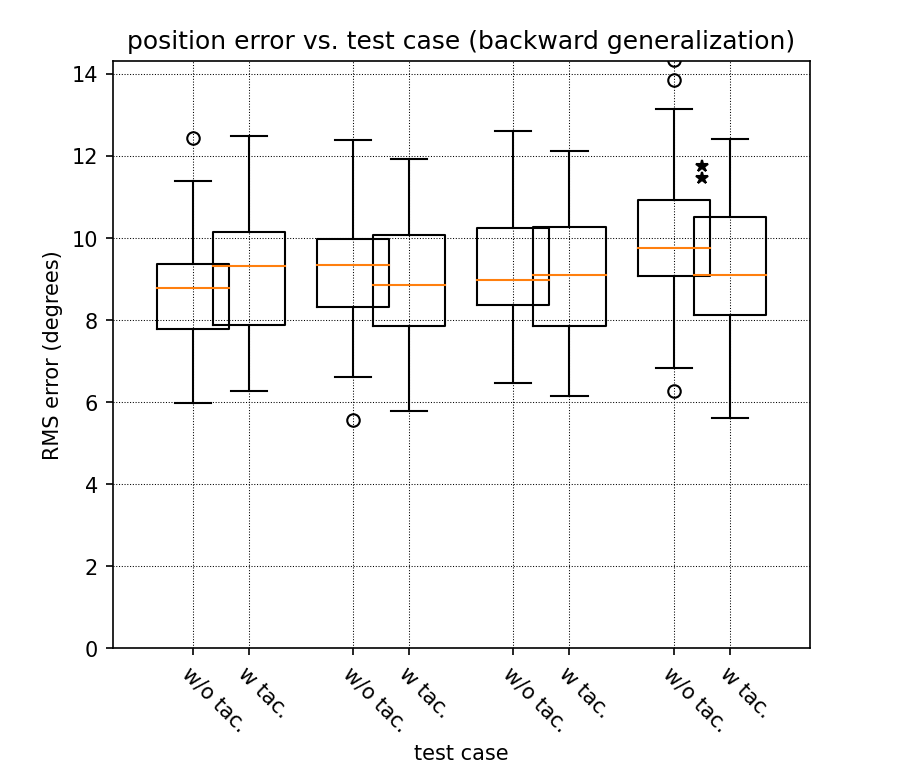 position error vs. test case (backward generalization)
RMS error (degrees)
14
12
10
8
6
4
2
0
w/o tac.
w tac.
w/o tac.
w tac.
w/o tac.
w tac.
w/o tac.
w tac.
test case